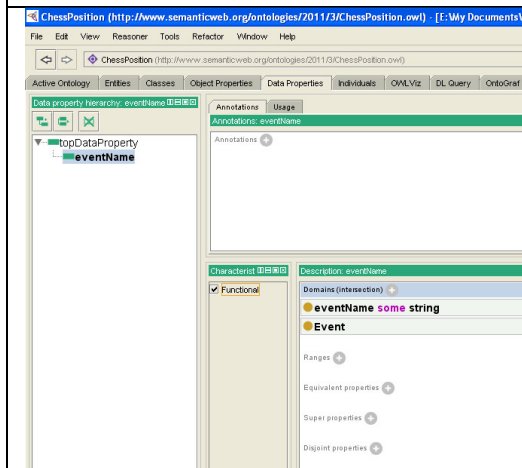 ChessPosition (http://www.semanticweb.org/ontologies/2011/3/ChessPosition.owl) - [E:\My Documents\
File Edit View Reasoner Tools Refactor Window Help
ChessPosition (http://www.semanticweb.org/ontologies/2011/3/ChessPosition.owl)
Active Ontology Entities Classes Object Properties Data Properties Individuals OWLViz DL Query OntoGraf
Data property hierarchy: eventName
Annotations Usage
Annotations: eventName
Annotations
topDataProperty
eventName
Characterist
Description: eventName
Functional
Domains (intersection)
eventName some string
Event
Ranges
Equivalent properties
Super properties
Disjoint properties